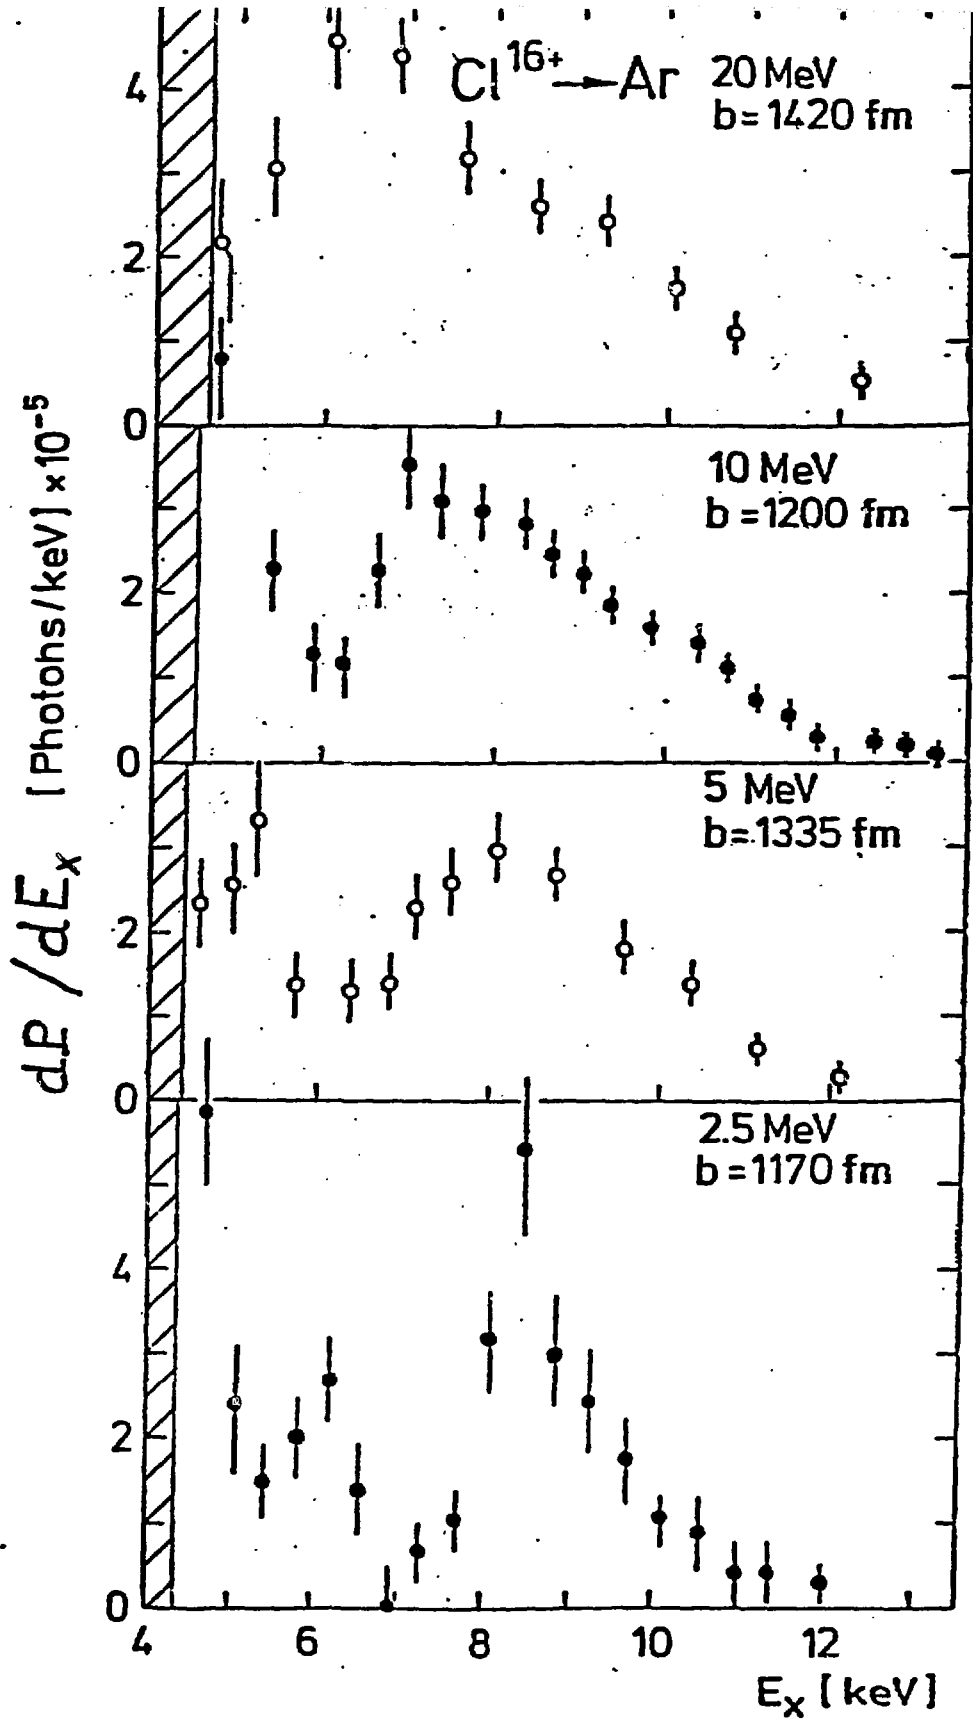 Cl16+ → Ar 20 MeV
b = 1420 fm
4
2
0
10 MeV
b = 1200 fm
2
0
5 MeV
b = 1335 fm
2
0
2.5 MeV
b = 1170 fm
4
2
0
4 6 8 10 12
Ex [keV]
dP/dEx [Photohs/keV] ×10-5